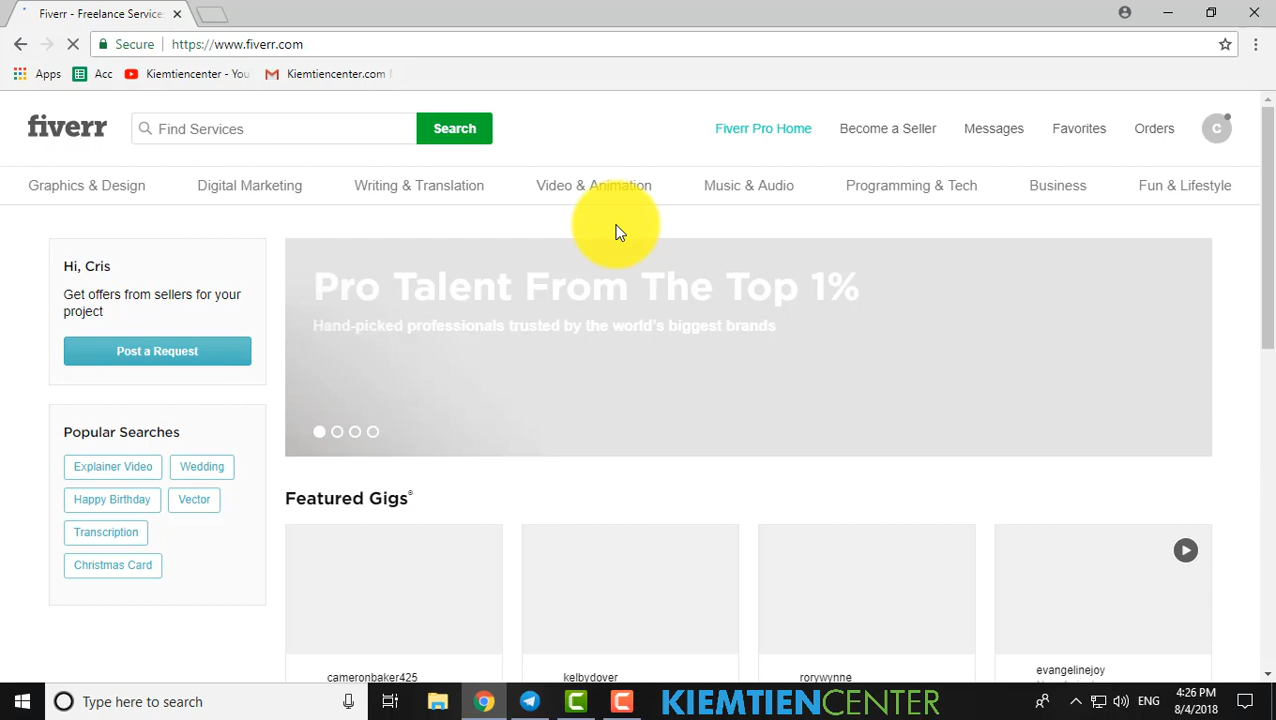 Fiverr - Freelance Service
Secure
https://www.fiverr.com
Apps
Acc
Kiemtiencenter - You
Kiemtiencenter.com
fiverr
Find Services
Search
Fiverr Pro Home
Become a Seller
Messages
Favorites
Orders
C
Graphics & Design
Digital Marketing
Writing & Translation
Video & Animation
Music & Audio
Programming & Tech
Business
Fun & Lifestyle
Hi, Cris
Get offers from sellers for your
project
Post a Request
Popular Searches
Explainer Video
Wedding
Happy Birthday
Vector
Transcription
Christmas Card
Pro Talent From The Top 1%
Hand-picked professionals trusted by the world's biggest brands
Featured Gigs®
cameronbaker425
kelbydover
rorywynne
evangelinejoy
Type here to search
KIEMTIENCENTER
ENG
4:26 PM
8/4/2018